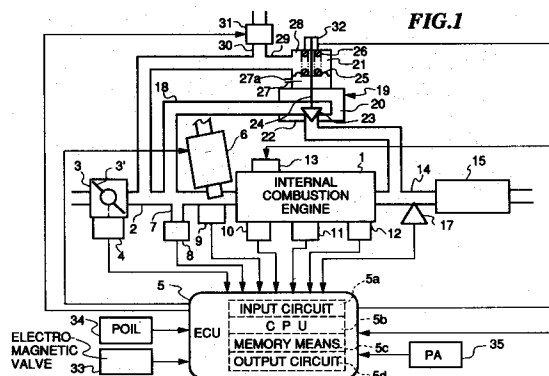 FIG.1
31
28
32
30
29
26
21
27a
25
18
27
19
24
20
6
22
23
3
3'
13
1
14
15
INTERNAL
COMBUSTION
ENGINE
2
7
9
10
11
12
17
8
4
5
5a
INPUT CIRCUIT
ECU
C P U
5b
34
POIL
MEMORY MEANS
5c
35
PA
ELECTRO-
MAGNETIC
VALVE
33
OUTPUT CIRCUIT
5d